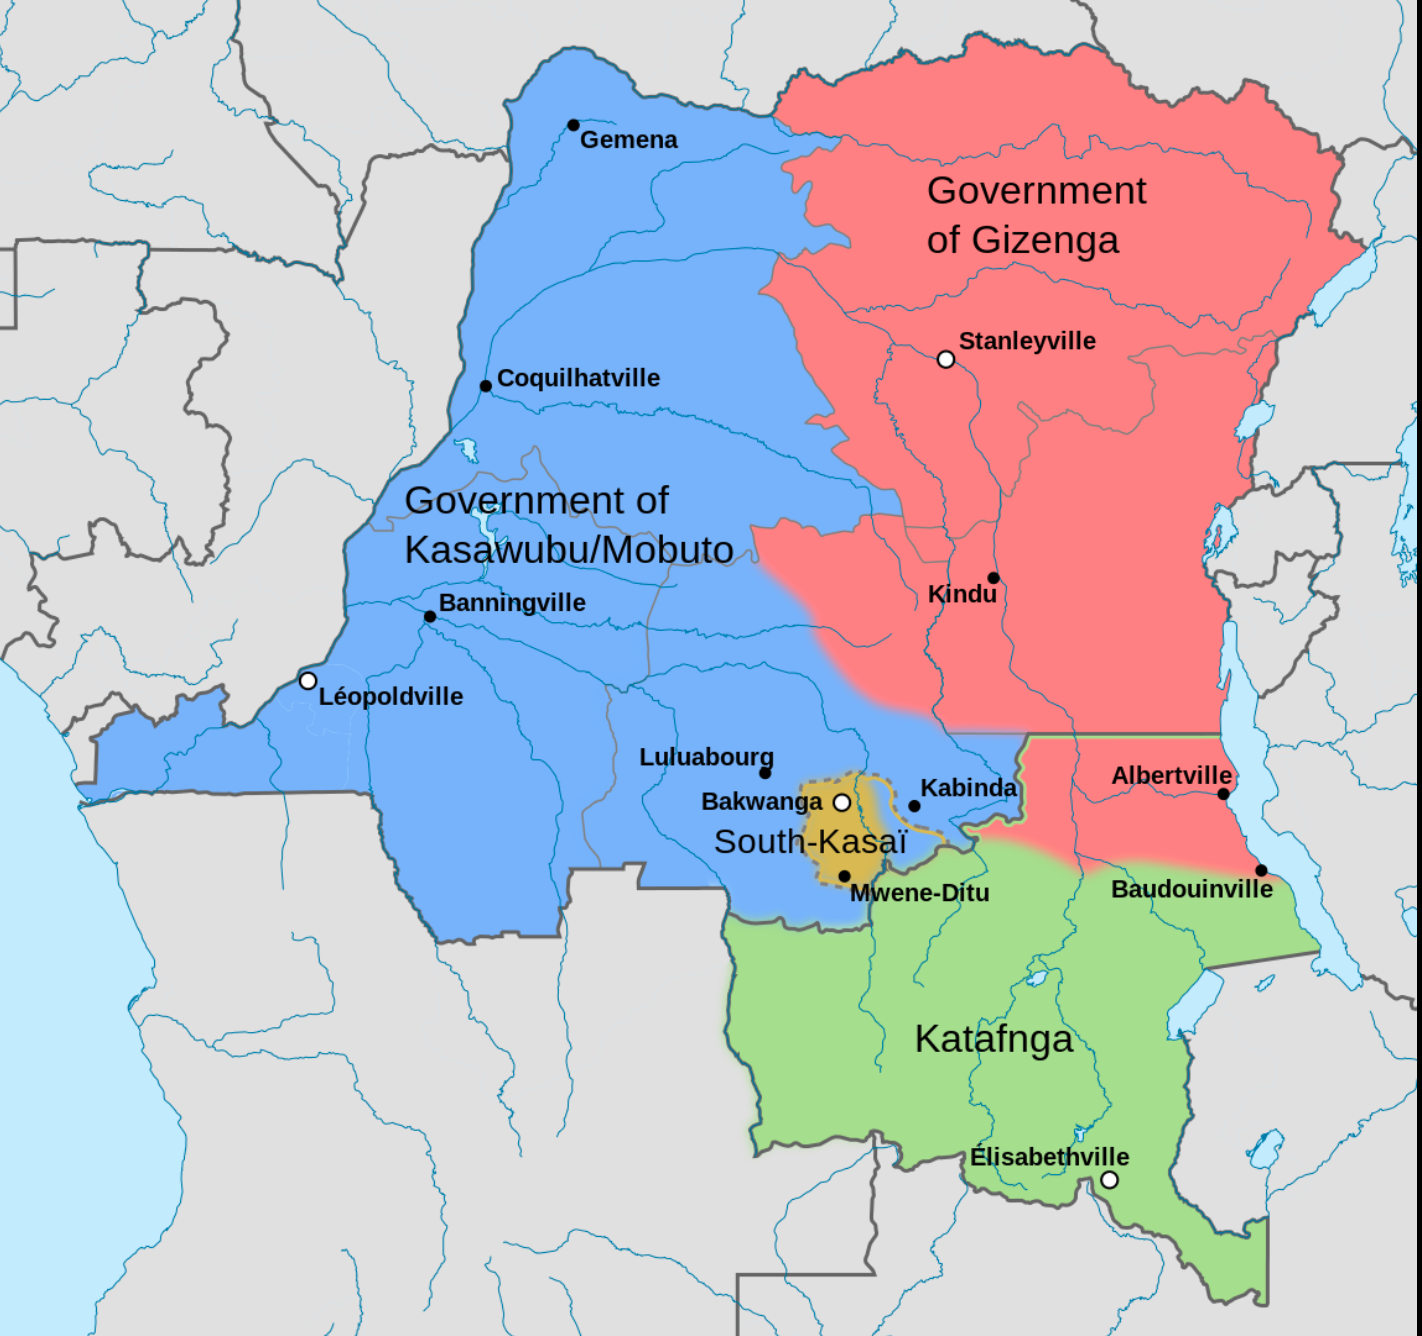 Gemena
Government
of Gizenga
Stanleyville
Coquilhatville
Government of
Kasawubu/Mobuto
Kindu
Banningville
Léopoldville
Luluabourg
Albertville
Kabinda
Bakwanga
South-Kasaï
Mwene-Ditu
Baudouinville
Katafnga
Élisabethville